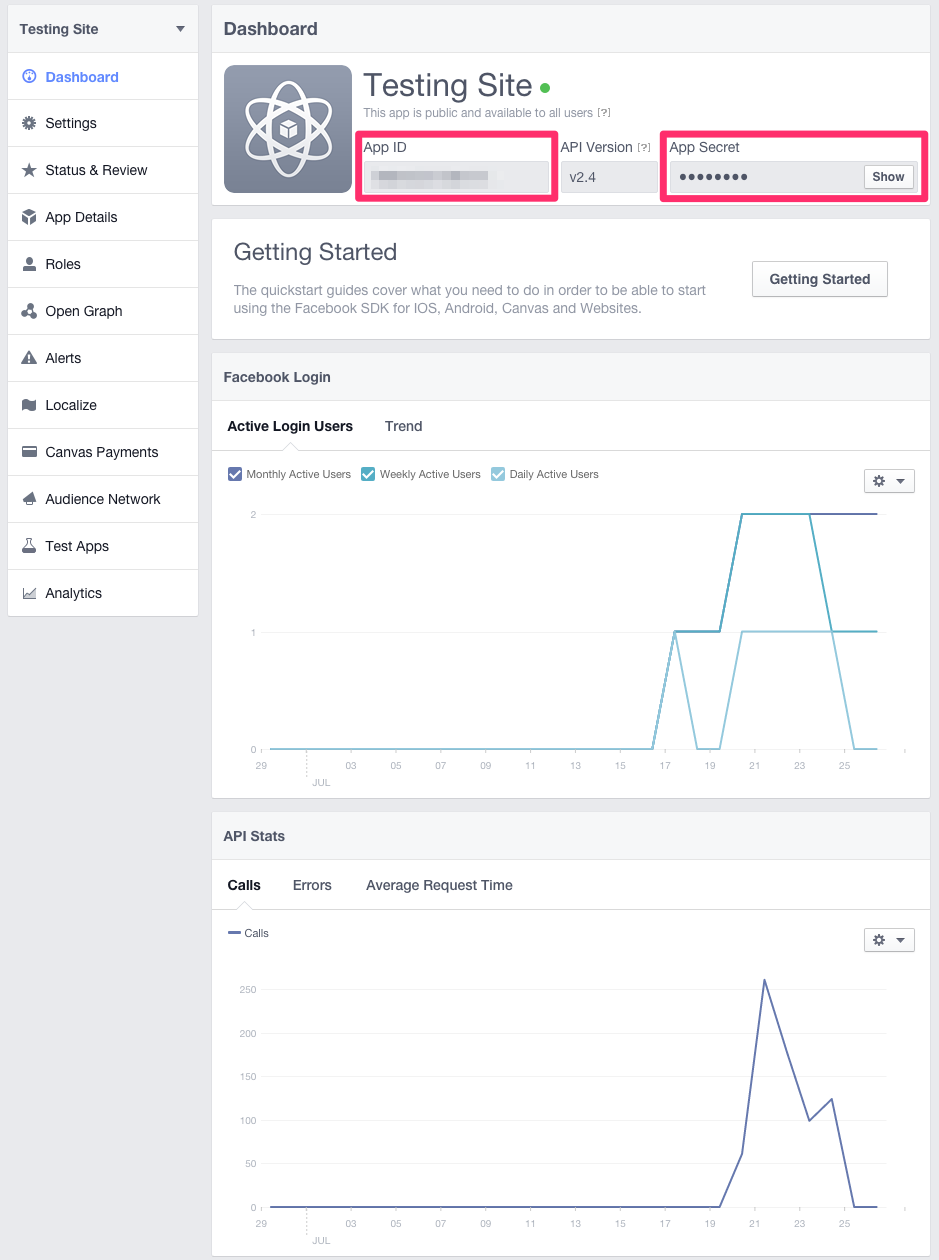 Testing Site
Dashboard
Settings
Status & Review
App Details
Roles
Open Graph
Alerts
Localize
Canvas Payments
Audience Network
Test Apps
Analytics
Dashboard
Testing Site
This app is public and available to all users [?]
App ID
API Version [?]
v2.4
App Secret
●●●●●●●●
Show
Getting Started
The quickstart guides cover what you need to do in order to be able to start
using the Facebook SDK for IOS, Android, Canvas and Websites.
Getting Started
Facebook Login
Active Login Users Trend
Monthly Active Users Weekly Active Users Daily Active Users
2
1
0
29 03 05 07 09 11 13 15 17 19 21 23 25
JUL
API Stats
Calls Errors Average Request Time
Calls
250
200
150
100
50
0
29 03 05 07 09 11 13 15 17 19 21 23 25
JUL